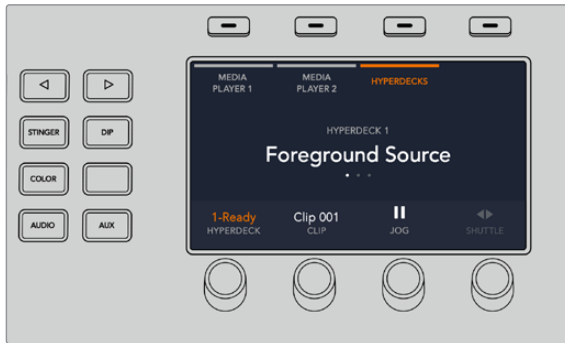 MEDIA
PLAYER 1
MEDIA
PLAYER 2
HYPERDECKS
STINGER
DIP
COLOR
AUDIO
AUX
HYPERDECK 1
Foreground Source
1-Ready
HYPERDECK
Clip 001
CLIP
JOG
SHUTTLE